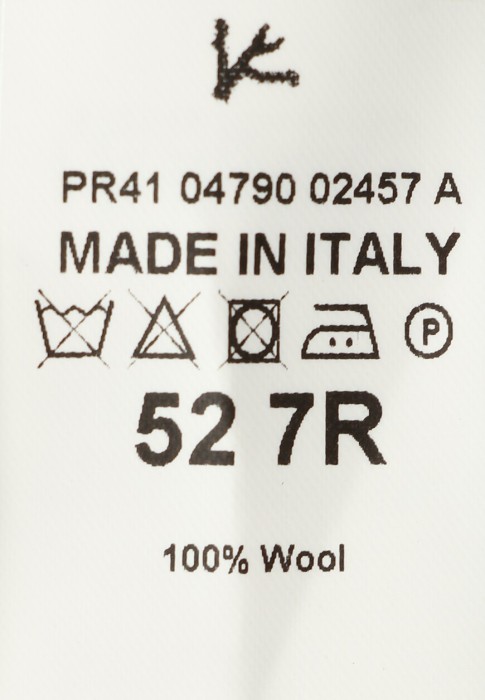 PR41 04790 02457 A
MADE IN ITALY
P
52 7R
100% Wool